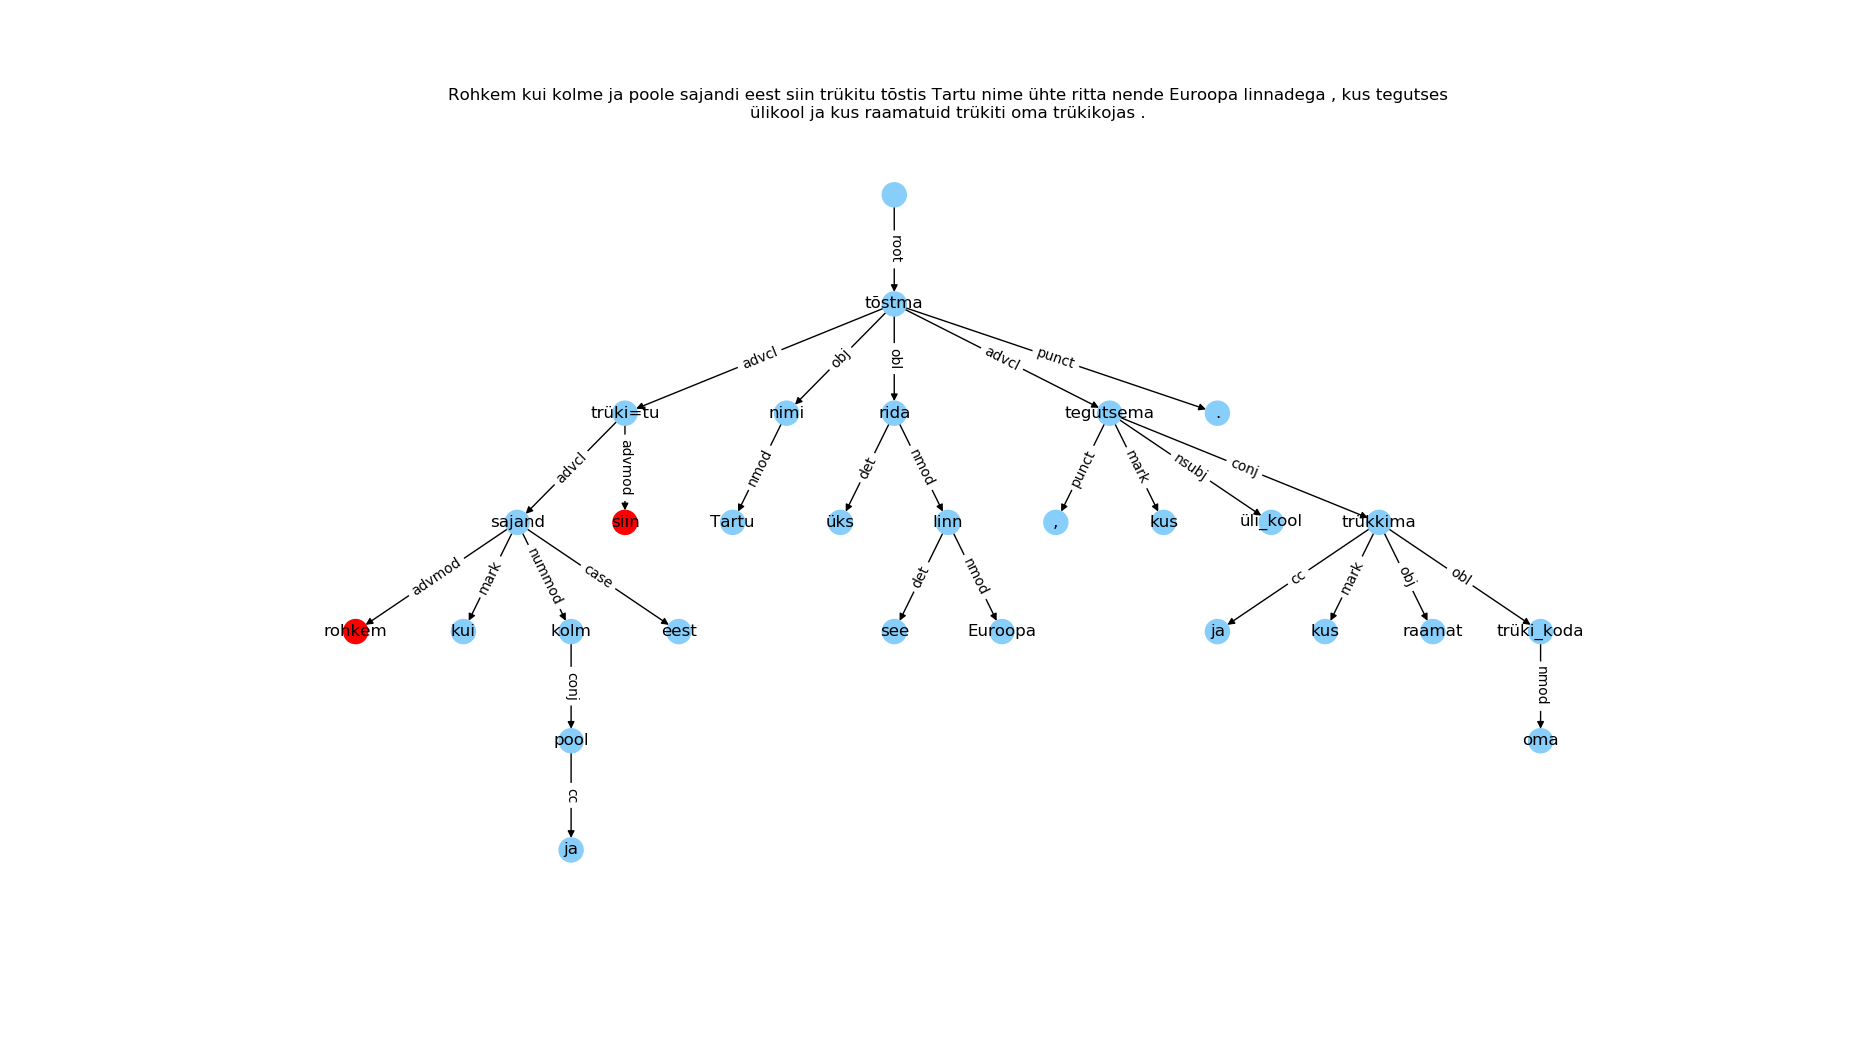 Rohkem kui kolme ja poole sajandi eest siin trükitu tõstis Tartu nime ühte ritta nende Euroopa linnadega , kus tegutses
ülikool ja kus raamatuid trükiti oma trükikojas .
root
tõstma
advcl obj obl advcl punct
trüki=tu nimi rida tegutsema .
advcl advmod nmod det nmod punct mark nsubj conj
sajand siin Tartu üks linn , kus üli_kool trükkima
advmod mark nummod case det nmod cc mark obj obl
rohkem kui kolm eest see Euroopa ja kus raamat trüki_koda
conj nmod
pool oma
cc
ja